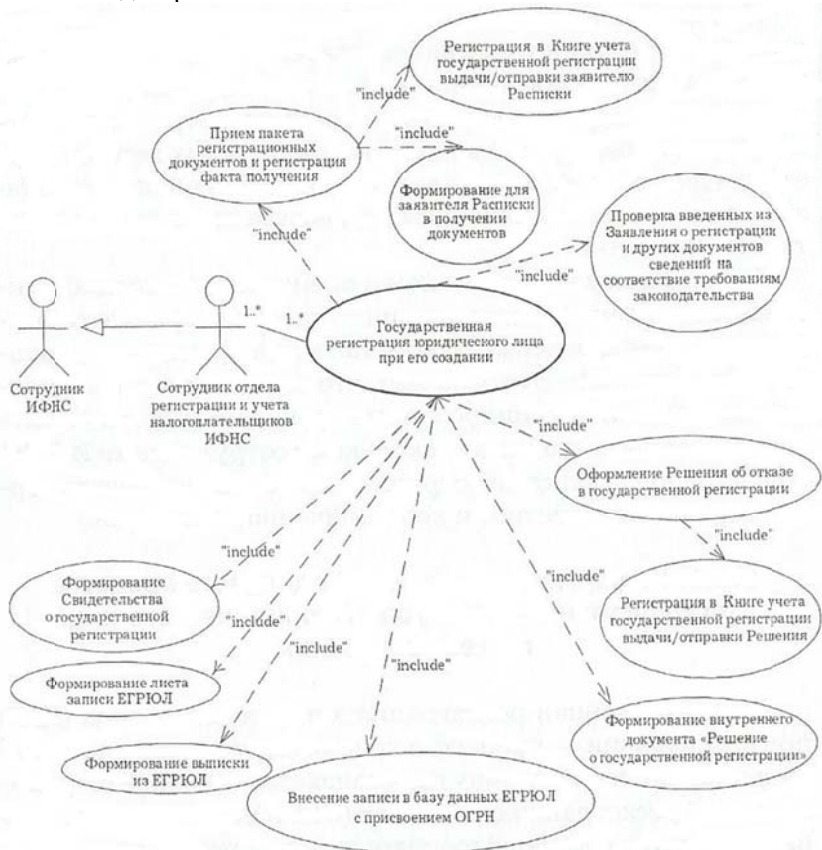 Регистрация в Книге учета
государственной регистрации
выдачи/отправки заявителю
Расписки
"include"
Прием пакета
регистрационных
документов и регистрация
факта получения
"include"
Формирование для
заявителя Расписки
в получении
документов
Проверка введенных из
Заявления о регистрации
и других документов
сведений на
соответствие требованиям
законодательства
"include"
"include"
1..*
1..*
Государственная
регистрация юридического лица
при его создании
Сотрудник
ИФНС
Сотрудник отдела
регистрации и учета
налогоплательщиков
ИФНС
"include"
Оформление Решения об отказе
в государственной регистрации
"include"
Регистрация в Книге учета
государственной регистрации
выдачи/отправки Решения
"include"
Формирование
Свидетельства
о государственной
регистрации
"include"
"include"
"include"
"include"
Формирование листа
записи ЕГРЮЛ
Формирование выписки
из ЕГРЮЛ
Внесение записи в базу данных ЕГРЮЛ
с присвоением ОГРН
Формирование внутреннего
документа «Решение
о государственной регистрации»